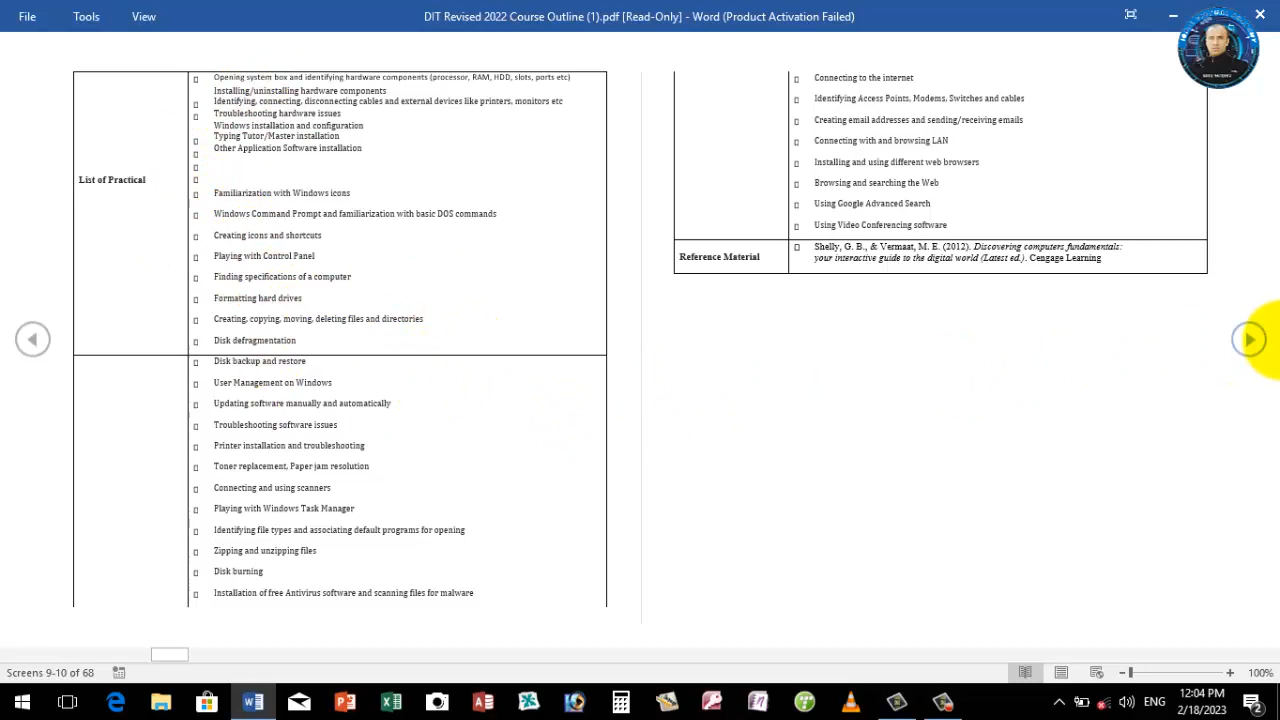 File
Tools
View
DIT Revised 2022 Course Outline (1).pdf [Read-Only] - Word (Product Activation Failed)
Opening system box and identifying hardware components (processor, RAM, HDD, slots, ports etc)
Installing/uninstalling hardware components
Identifying, connecting, disconnecting cables and external devices like printers, monitors etc
Troubleshooting hardware issues
Windows installation and configuration
Typing Tutor/Master installation
Other Application Software installation
List of Practical
Familiarization with Windows icons
Windows Command Prompt and familiarization with basic DOS commands
Creating icons and shortcuts
Playing with Control Panel
Finding specifications of a computer
Formatting hard drives
Creating, copying, moving, deleting files and directories
Disk defragmentation
Disk backup and restore
User Management on Windows
Updating software manually and automatically
Troubleshooting software issues
Printer installation and troubleshooting
Toner replacement, Paper jam resolution
Connecting and using scanners
Playing with Windows Task Manager
Identifying file types and associating default programs for opening
Zipping and unzipping files
Disk burning
Installation of free Antivirus software and scanning files for malware
Connecting to the internet
Identifying Access Points, Modems, Switches and cables
Creating email addresses and sending/receiving emails
Connecting with and browsing LAN
Installing and using different web browsers
Browsing and searching the Web
Using Google Advanced Search
Using Video Conferencing software
Reference Material
Shelly, G. B., & Vermaat, M. E. (2012). Discovering computers fundamentals:
your interactive guide to the digital world (Latest ed.). Cengage Learning
Screens 9-10 of 68
100%
ENG
12:04 PM
2/18/2023
2